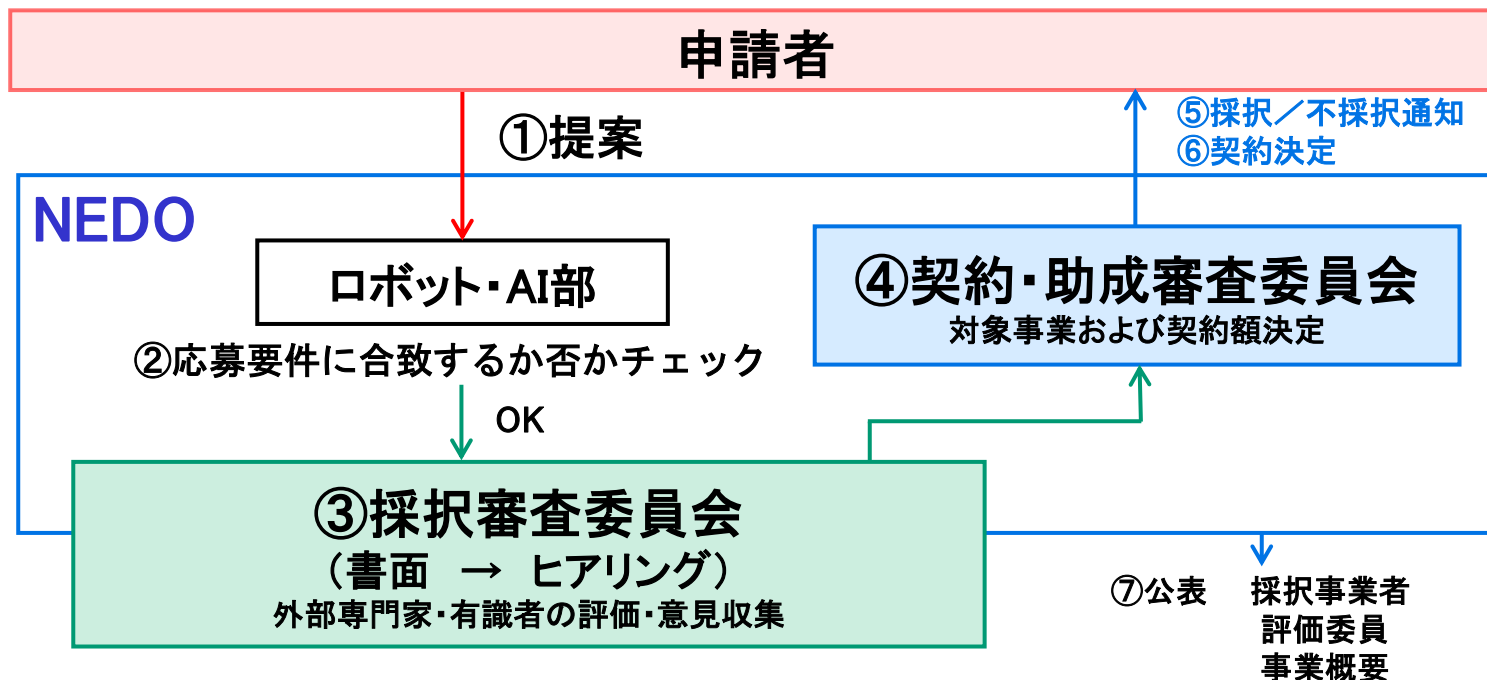 申請者
①提案
⑤採択／不採択通知
⑥契約決定
NEDO
ロボット・AI部
②応募要件に合致するか否かチェック
OK
④契約・助成審査委員会
対象事業および契約額決定
③採択審査委員会
（書面　→　ヒアリング）
外部専門家・有識者の評価・意見収集
⑦公表　採択事業者
評価委員
事業概要